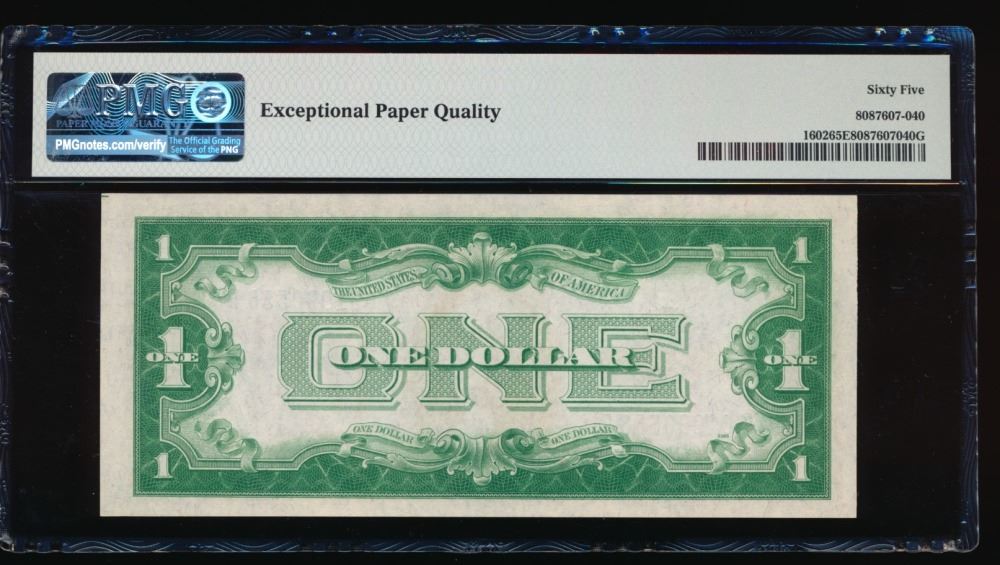 PMG
PAPER MONEY GUARANTY
PMGnotes.com/verify
The Official Grading
Service of the PNG
Exceptional Paper Quality
Sixty Five
8087607-040
160265E8087607040G
1
1
THE UNITED STATES
OF AMERICA
ONE
ONE DOLLAR
1
ONE
1
ONE
ONE DOLLAR
ONE DOLLAR
1
1